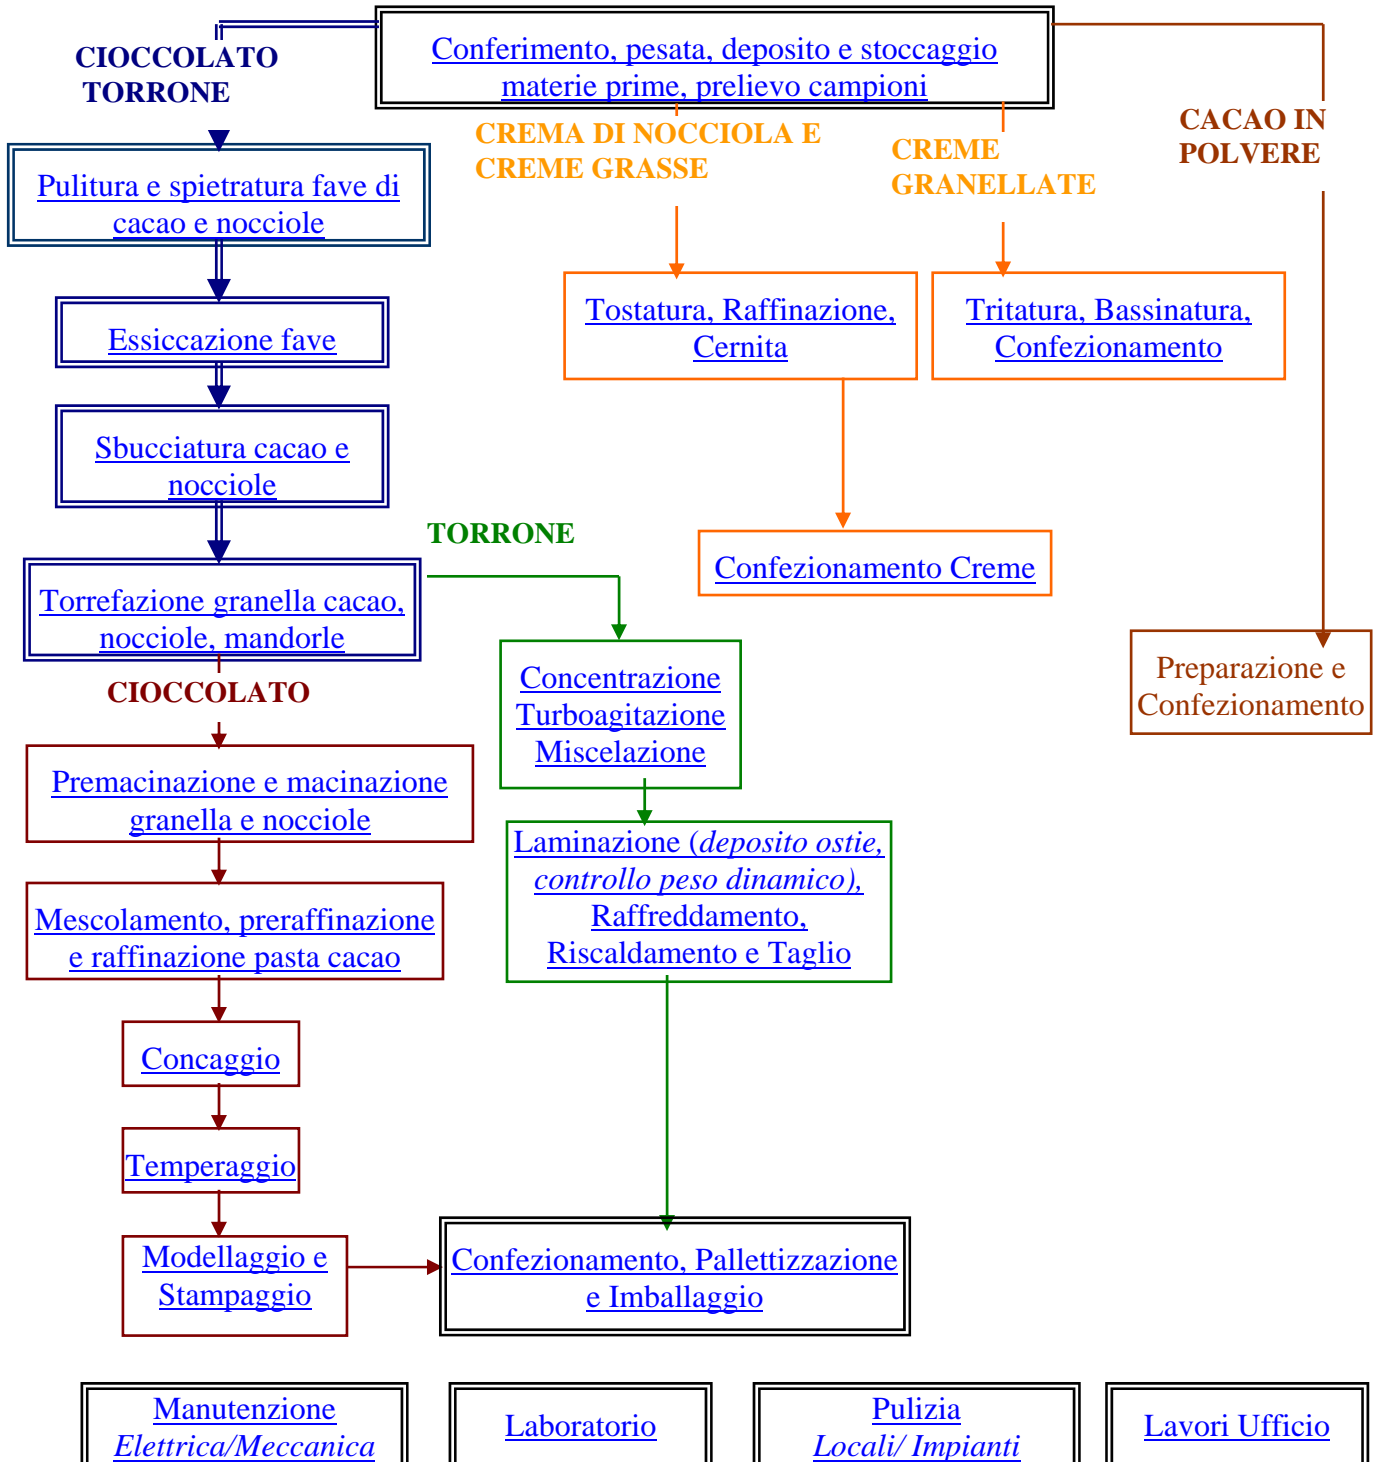 Conferimento, pesata, deposito e stoccaggio
materie prime, prelievo campioni
CIOCCOLATO
TORRONE
Pulitura e spietratura fave di
cacao e nocciole
Essiccazione fave
Sbucciatura cacao e
nocciole
Torrefazione granella cacao,
nocciole, mandorle
CREMA DI NOCCIOLA E
CREME GRASSE
Tostatura, Raffinazione,
Cernita
Confezionamento Creme
CREME
GRANELLATE
Tritatura, Bassinatura,
Confezionamento
CACAO IN
POLVERE
Preparazione e
Confezionamento
TORRONE
Concentrazione
Turboagitazione
Miscelazione
Laminazione (deposito ostie,
controllo peso dinamico),
Raffreddamento,
Riscaldamento e Taglio
CIOCCOLATO
Premacinazione e macinazione
granella e nocciole
Mescolamento, preraffinazione
e raffinazione pasta cacao
Concaggio
Temperaggio
Modellaggio e
Stampaggio
Confezionamento, Pallettizzazione
e Imballaggio
Manutenzione
Elettrica/Meccanica
Laboratorio
Pulizia
Locali/ Impianti
Lavori Ufficio